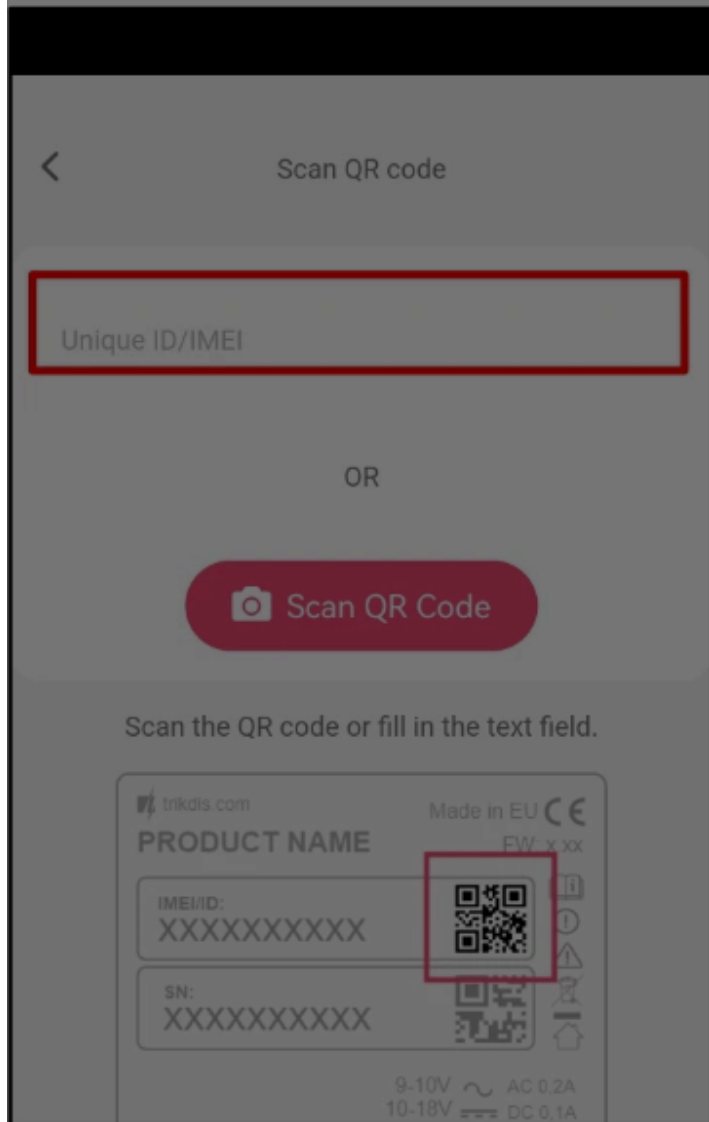 Scan QR code
Unique ID/IMEI
OR
Scan QR Code
Scan the QR code or fill in the text field.
trikdis.com
Made in EU CE
PRODUCT NAME
FW: x.xx
IMEI/ID:
XXXXXXXXXX
SN:
XXXXXXXXXX
9-10V AC 0,2A
10-18V DC 0,1A